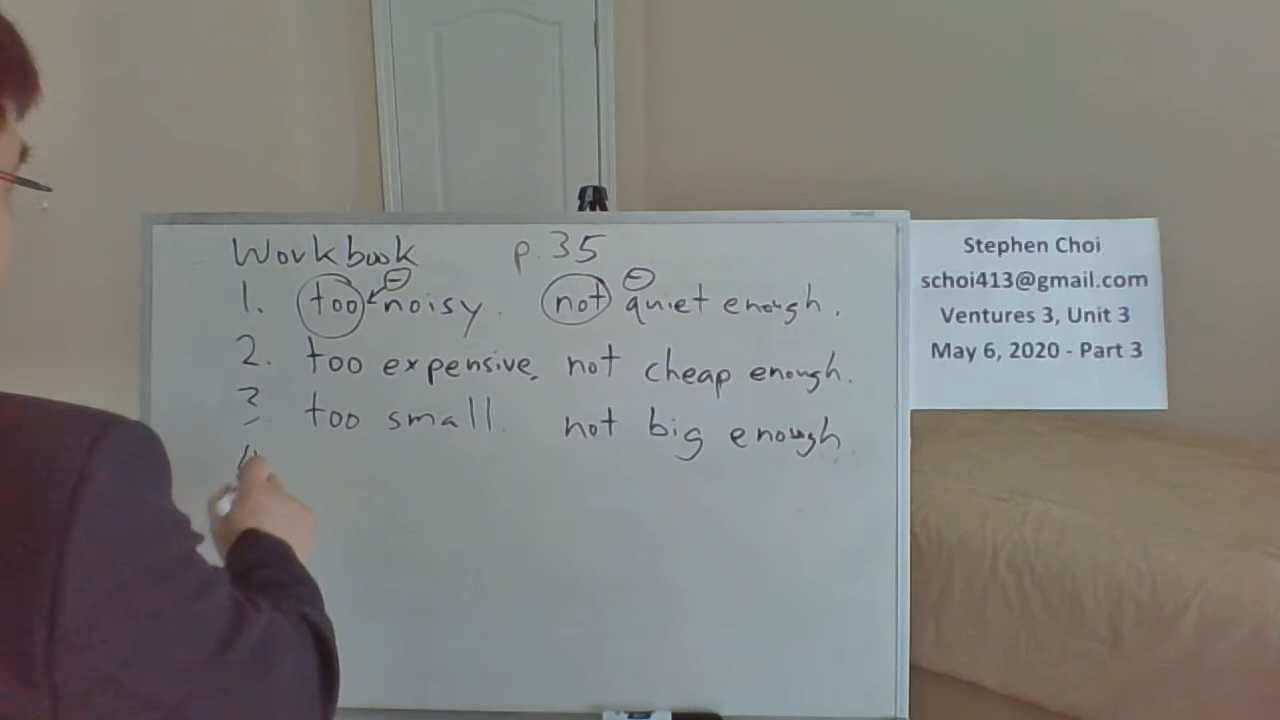 Workbook p.35
1. too noisy. not quiet enough.
2. too expensive. not cheap enough.
3. too small. not big enough.
4
Stephen Choi
schoi413@gmail.com
Ventures 3, Unit 3
May 6, 2020 - Part 3